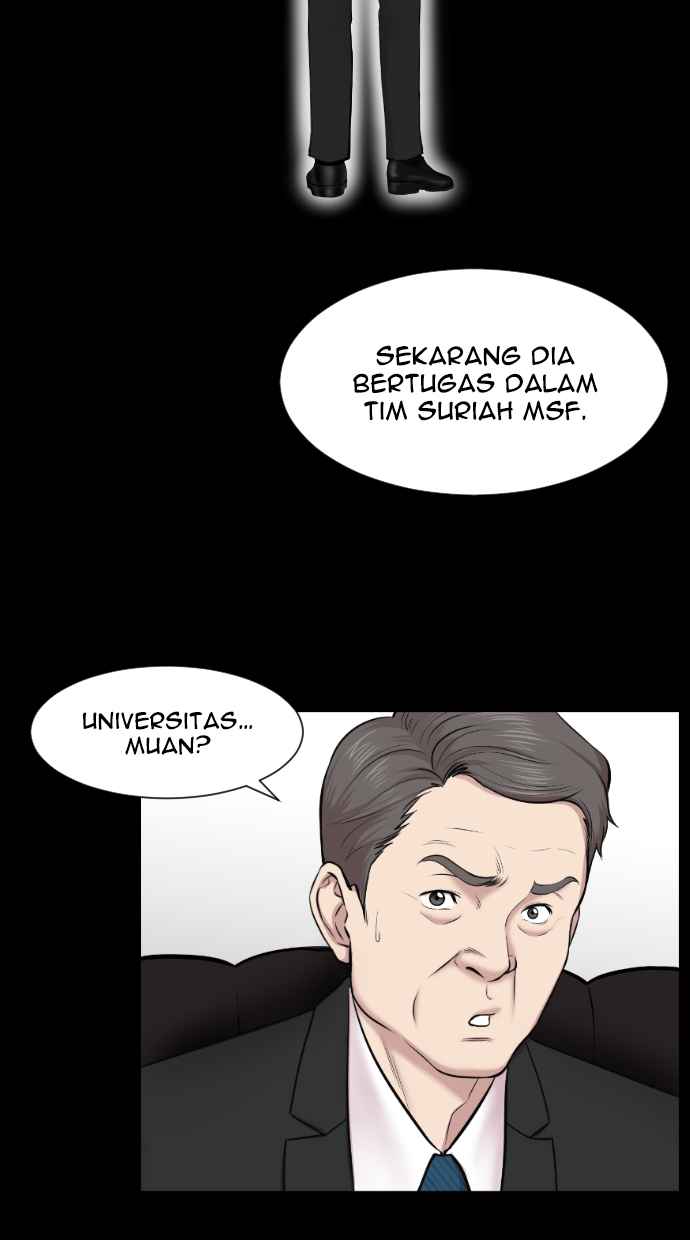 SEKARANG DIA
BERTUGAS DALAM
TIM SURIAH MSF.
UNIVERSITAS...
MUAN?